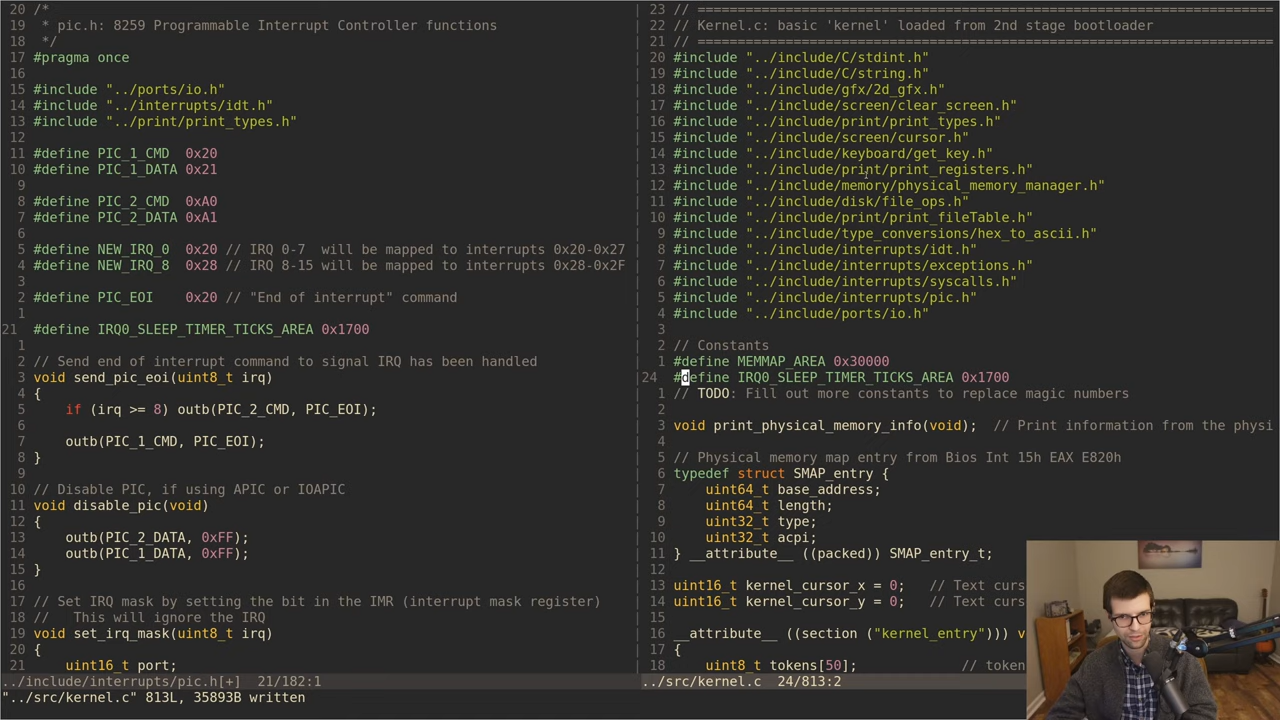 20 /*
19  * pic.h: 8259 Programmable Interrupt Controller functions
18  */
17 #pragma once
16
15 #include "../ports/io.h"
14 #include "../interrupts/idt.h"
13 #include "../print/print_types.h"
12
11 #define PIC_1_CMD  0x20
10 #define PIC_1_DATA 0x21
9
8 #define PIC_2_CMD  0xA0
7 #define PIC_2_DATA 0xA1
6
5 #define NEW_IRQ_0  0x20 // IRQ 0-7  will be mapped to interrupts 0x20-0x27
4 #define NEW_IRQ_8  0x28 // IRQ 8-15 will be mapped to interrupts 0x28-0x2F
3
2 #define PIC_EOI    0x20 // "End of interrupt" command
1
21 #define IRQ0_SLEEP_TIMER_TICKS_AREA 0x1700
1
2 // Send end of interrupt command to signal IRQ has been handled
3 void send_pic_eoi(uint8_t irq)
4 {
5     if (irq >= 8) outb(PIC_2_CMD, PIC_EOI);
6
7     outb(PIC_1_CMD, PIC_EOI);
8 }
9
10 // Disable PIC, if using APIC or IOAPIC
11 void disable_pic(void)
12 {
13     outb(PIC_2_DATA, 0xFF);
14     outb(PIC_1_DATA, 0xFF);
15 }
16
17 // Set IRQ mask by setting the bit in the IMR (interrupt mask register)
18 //   This will ignore the IRQ
19 void set_irq_mask(uint8_t irq)
20 {
21     uint16_t port;
../include/interrupts/pic.h[+]  21/182:1
"../src/kernel.c" 813L, 35893B written
23 // =========================================================================
22 // Kernel.c: basic 'kernel' loaded from 2nd stage bootloader
21 // =========================================================================
20 #include "../include/C/stdint.h"
19 #include "../include/C/string.h"
18 #include "../include/gfx/2d_gfx.h"
17 #include "../include/screen/clear_screen.h"
16 #include "../include/print/print_types.h"
15 #include "../include/screen/cursor.h"
14 #include "../include/keyboard/get_key.h"
13 #include "../include/print/print_registers.h"
12 #include "../include/memory/physical_memory_manager.h"
11 #include "../include/disk/file_ops.h"
10 #include "../include/print/print_fileTable.h"
9 #include "../include/type_conversions/hex_to_ascii.h"
8 #include "../include/interrupts/idt.h"
7 #include "../include/interrupts/exceptions.h"
6 #include "../include/interrupts/syscalls.h"
5 #include "../include/interrupts/pic.h"
4 #include "../include/ports/io.h"
3
2 // Constants
1 #define MEMMAP_AREA 0x30000
24 #define IRQ0_SLEEP_TIMER_TICKS_AREA 0x1700
1 // TODO: Fill out more constants to replace magic numbers
2
3 void print_physical_memory_info(void);  // Print information from the physi
4
5 // Physical memory map entry from Bios Int 15h EAX E820h
6 typedef struct SMAP_entry {
7     uint64_t base_address;
8     uint64_t length;
9     uint32_t type;
10     uint32_t acpi;
11 } __attribute__ ((packed)) SMAP_entry_t;
12
13 uint16_t kernel_cursor_x = 0;   // Text curs
14 uint16_t kernel_cursor_y = 0;   // Text curs
15
16 __attribute__ ((section ("kernel_entry"))) v
17 {
18     uint8_t tokens[50];             // token
../src/kernel.c  24/813:2